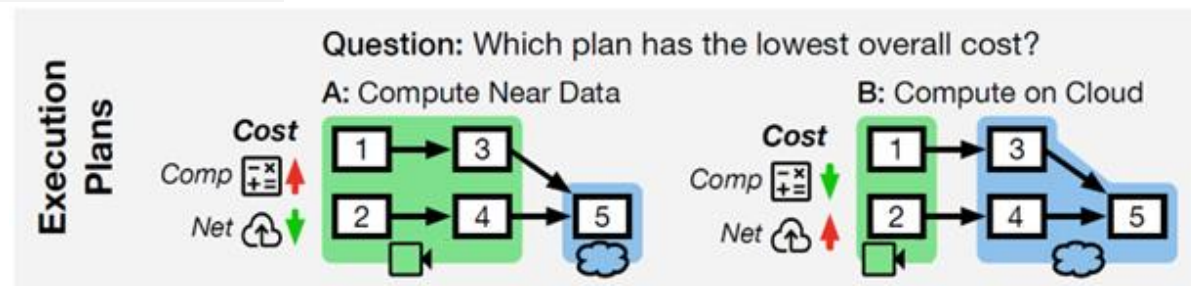 Execution
Plans
Question: Which plan has the lowest overall cost?
A: Compute Near Data
Cost
Comp
Net
1
3
2
4
5
B: Compute on Cloud
Cost
Comp
Net
1
3
2
4
5